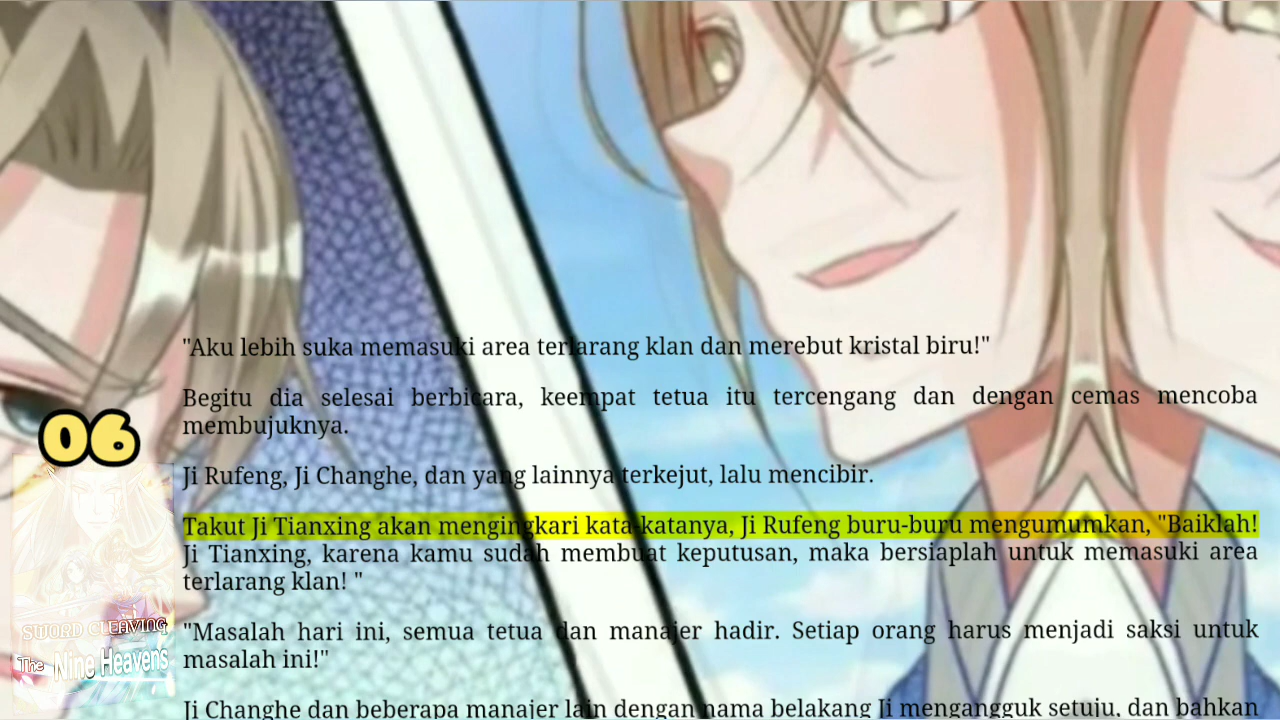 "Aku lebih suka memasuki area terlarang klan dan merebut kristal biru!"
Begitu dia selesai berbicara, keempat tetua itu tercengang dan dengan cemas mencoba
membujuknya.
Ji Rufeng, Ji Changhe, dan yang lainnya terkejut, lalu mencibir.
Takut Ji Tianxing akan mengingkari kata-katanya, Ji Rufeng buru-buru mengumumkan, "Baiklah!
Ji Tianxing, karena kamu sudah membuat keputusan, maka bersiaplah untuk memasuki area
terlarang klan! "
"Masalah hari ini, semua tetua dan manajer hadir. Setiap orang harus menjadi saksi untuk
masalah ini!"
Ji Changhe dan beberapa manajer lain dengan nama belakang Ji mengangguk setuju, dan bahkan
06
SWORD CLEAVING
The Nine Heavens